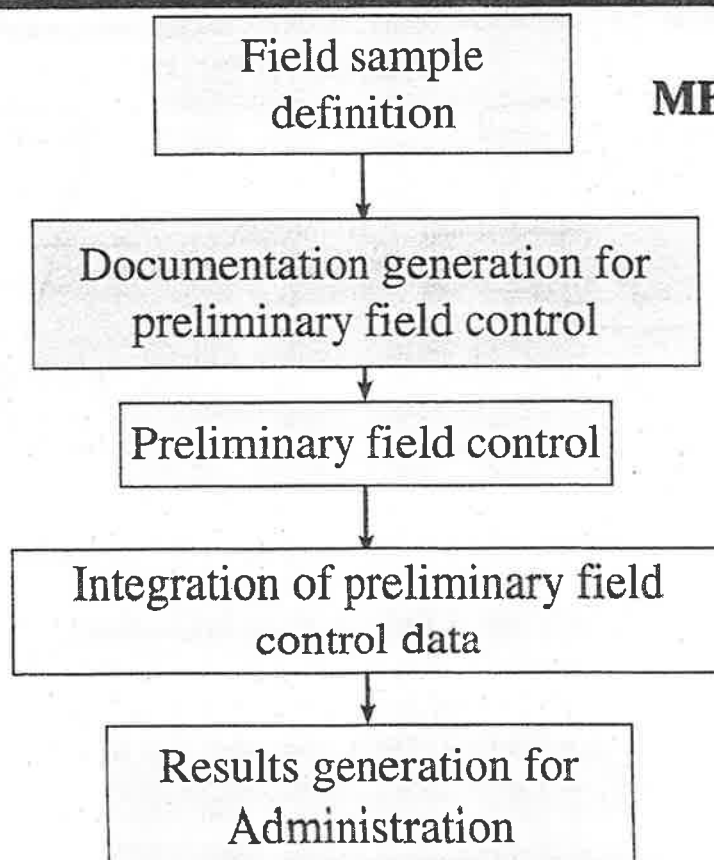 Field sample
definition
Documentation generation for
preliminary field control
Preliminary field control
Integration of preliminary field
control data
Results generation for
Administration